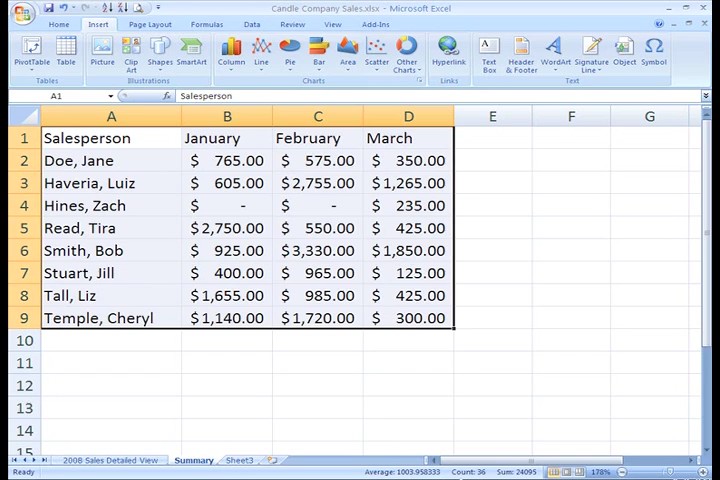 Candle Company Sales.xlsx - Microsoft Excel
Home Insert Page Layout Formulas Data Review View Add-Ins
PivotTable Table Picture Clip Art Shapes SmartArt Column Line Pie Bar Area Scatter Other Charts Hyperlink Text Box Header & Footer WordArt Signature Line Object Symbol
Tables Illustrations Charts Links Text
A1 fx Salesperson
A B C D E F G
1 Salesperson January February March
2 Doe, Jane $ 765.00 $ 575.00 $ 350.00
3 Haveria, Luiz $ 605.00 $2,755.00 $1,265.00
4 Hines, Zach $ - $ - $ 235.00
5 Read, Tira $2,750.00 $ 550.00 $ 425.00
6 Smith, Bob $ 925.00 $3,330.00 $1,850.00
7 Stuart, Jill $ 400.00 $ 965.00 $ 125.00
8 Tall, Liz $1,655.00 $ 985.00 $ 425.00
9 Temple, Cheryl $1,140.00 $1,720.00 $ 300.00
10
11
12
13
14
15
2008 Sales Detailed View Summary Sheet3
Ready Average: 1003.958333 Count: 36 Sum: 24095 178%